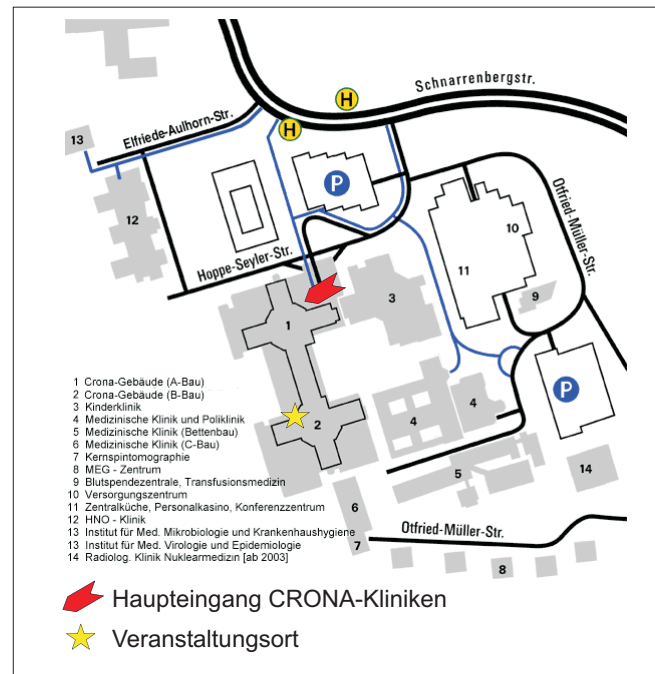 Schnarrenbergstr.
H
H
Elfriede-Aulhorn-Str.
13
P
12
Otfried-Müller-Str.
10
Hoppe-Seyler-Str.
11
3
9
1
P
4
4
2
5
14
6
7
8
Otfried-Müller-Str.
1 Crona-Gebäude (A-Bau)
2 Crona-Gebäude (B-Bau)
3 Kinderklinik
4 Medizinische Klinik und Poliklinik
5 Medizinische Klinik (Bettenbau)
6 Medizinische Klinik (C-Bau)
7 Kernspintomographie
8 MEG - Zentrum
9 Blutspendezentrale, Transfusionsmedizin
10 Versorgungszentrum
11 Zentralküche, Personalkasino, Konferenzzentrum
12 HNO - Klinik
13 Institut für Med. Mikrobiologie und Krankenhaushygiene
13 Institut für Med. Virologie und Epidemiologie
14 Radiolog. Klinik Nuklearmedizin [ab 2003]
Haupteingang CRONA-Kliniken
Veranstaltungsort